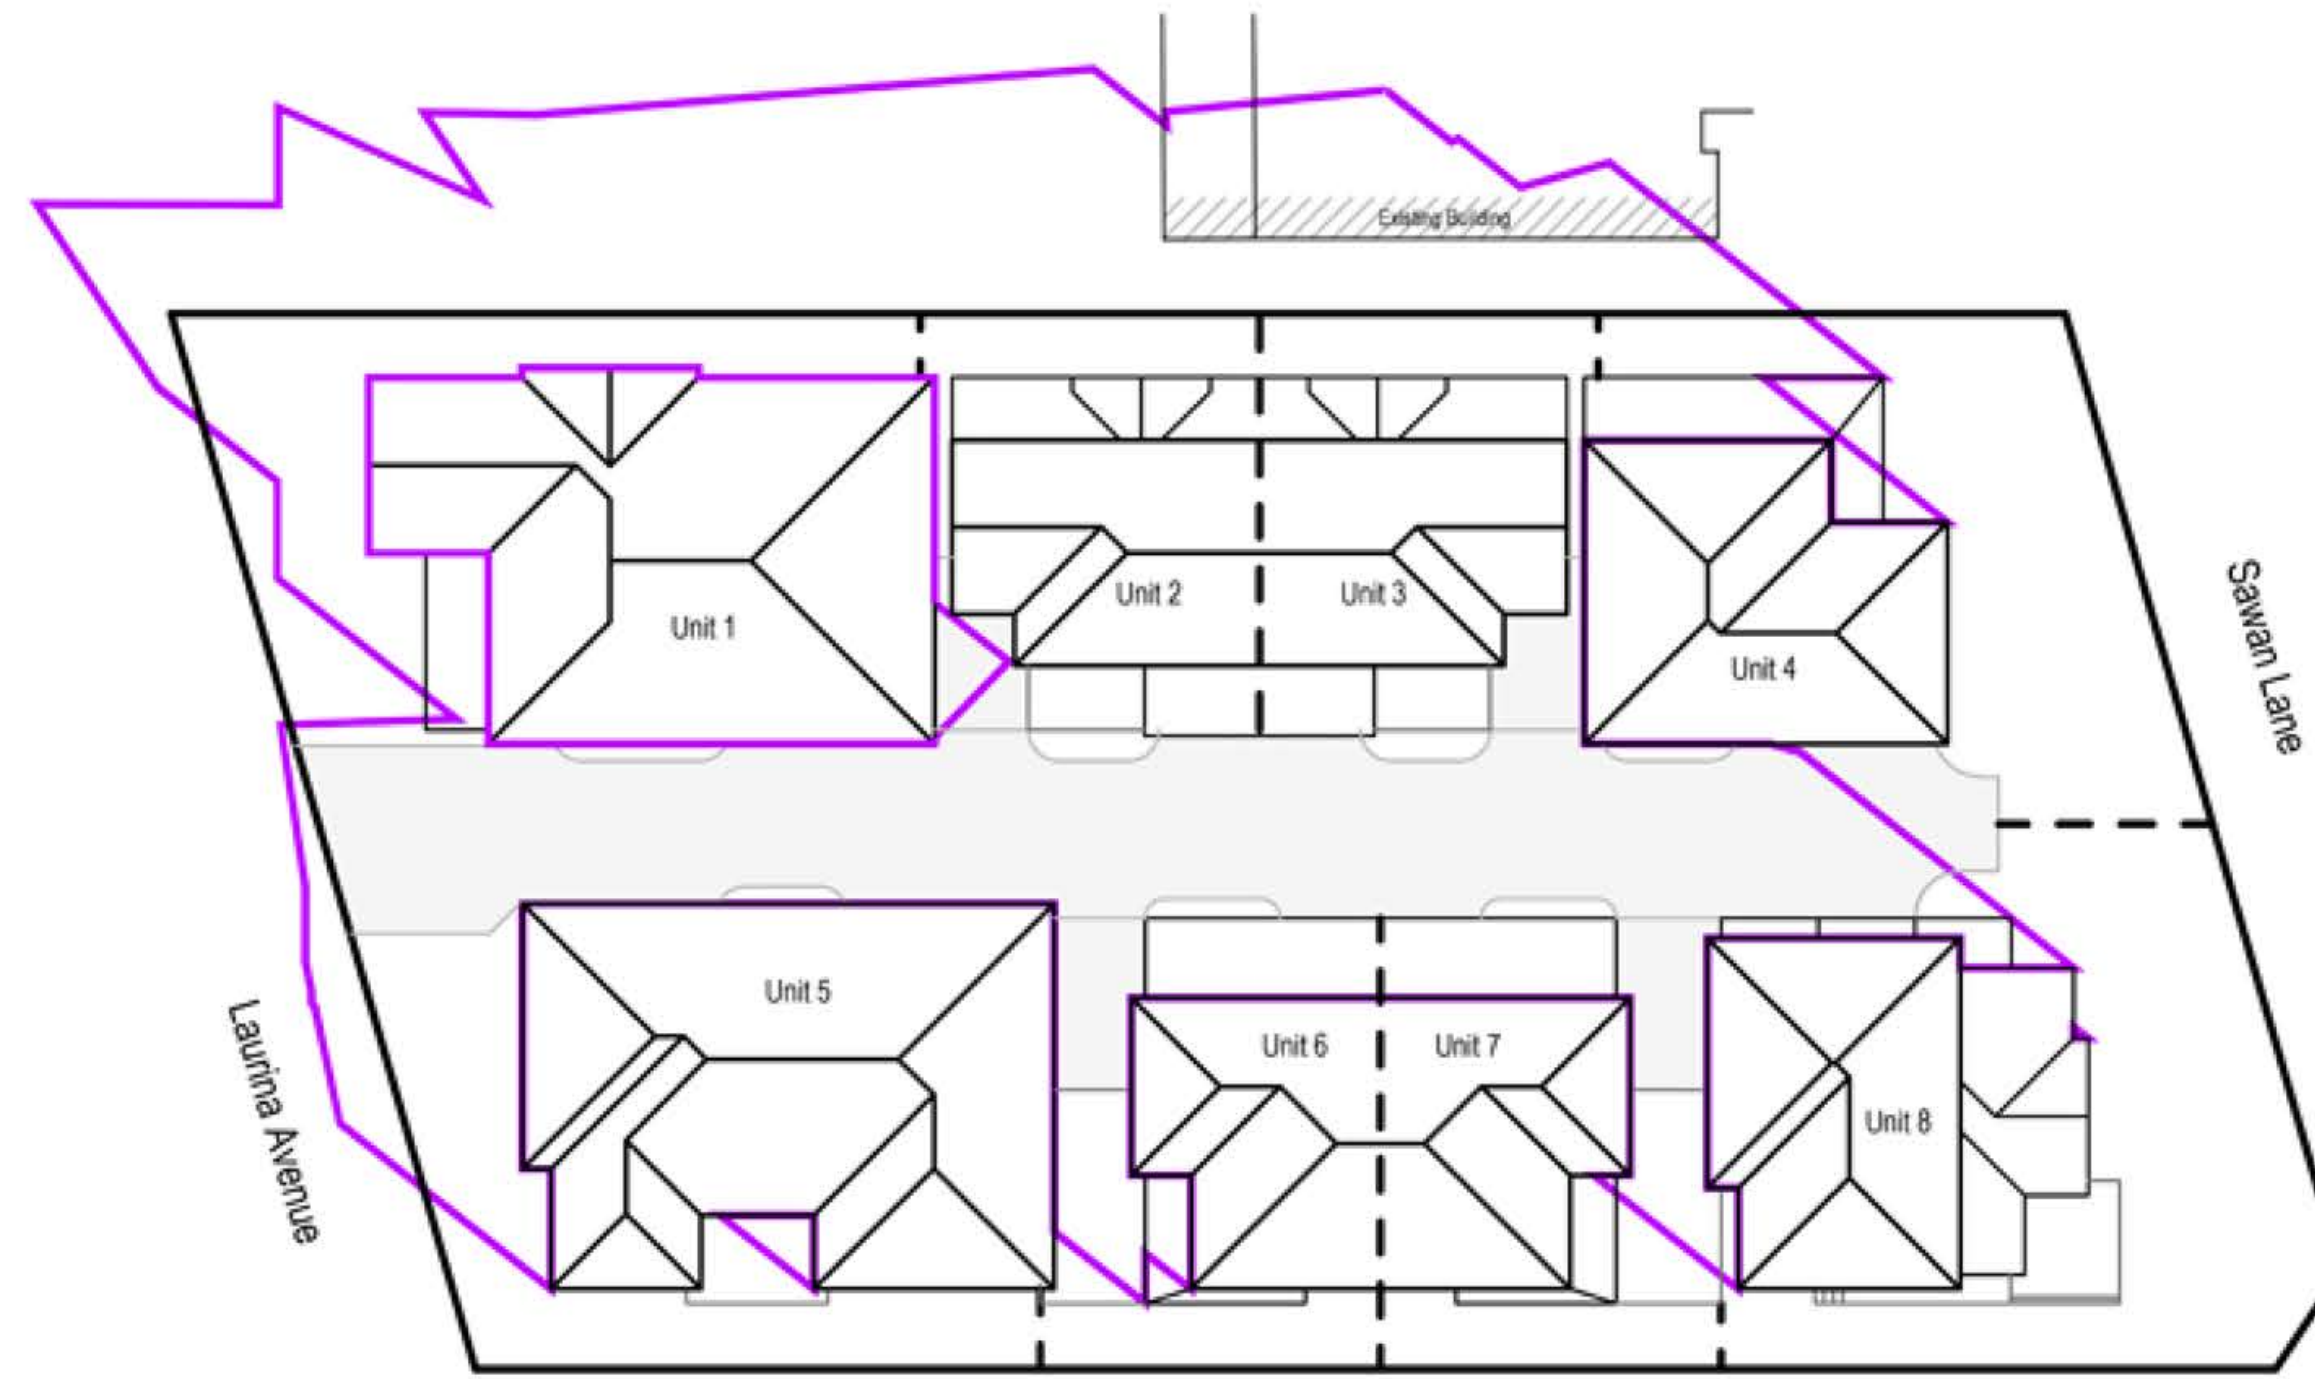 Existing Building
Unit 2
Unit 3
Unit 1
Unit 4
Sawan Lane
Unit 5
Unit 6
Unit 7
Unit 8
Laurina Avenue